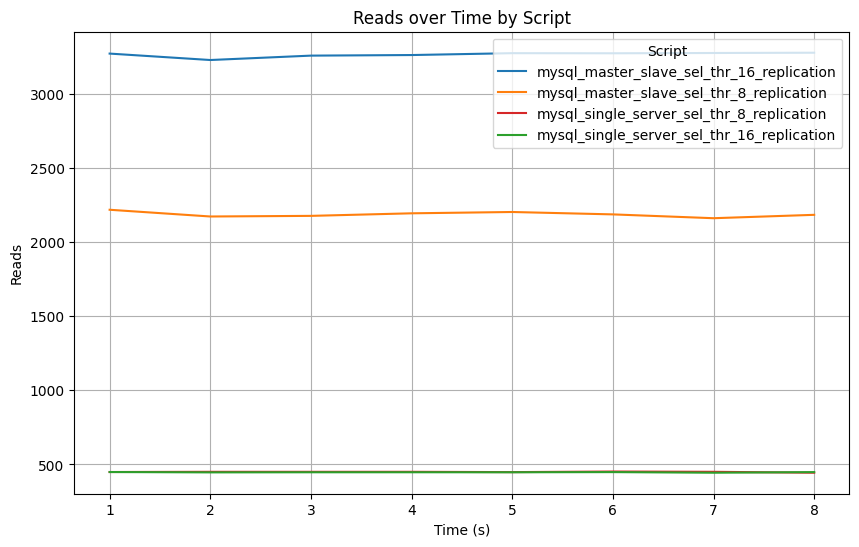 Reads over Time by Script
Script
mysql_master_slave_sel_thr_16_replication
mysql_master_slave_sel_thr_8_replication
mysql_single_server_sel_thr_8_replication
mysql_single_server_sel_thr_16_replication
Reads
3000
2500
2000
1500
1000
500
1 2 3 4 5 6 7 8
Time (s)